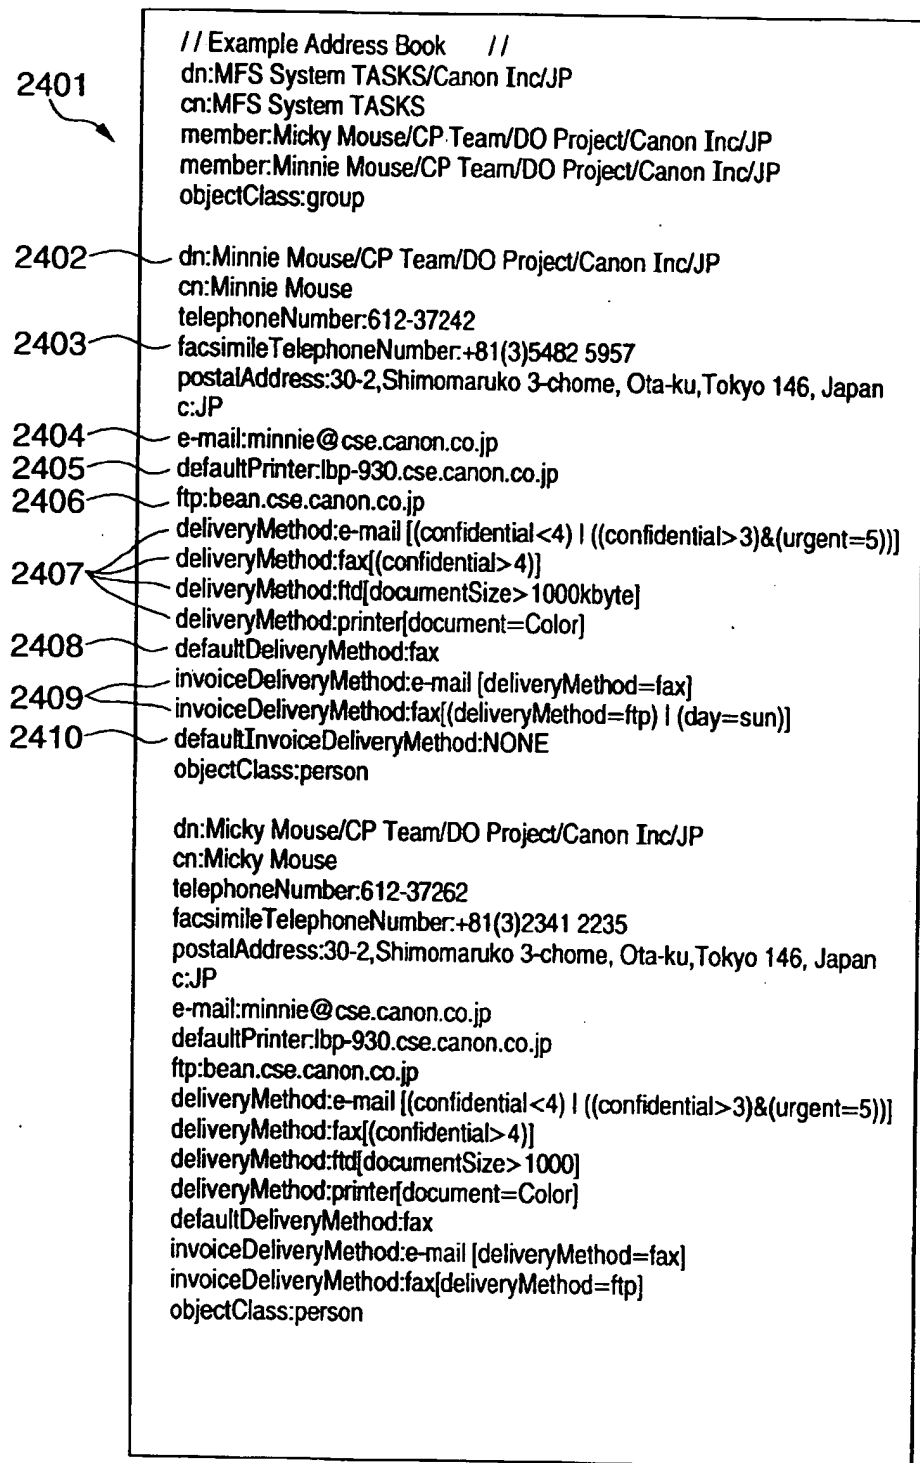 // Example Address Book //
2401
dn:MFS System TASKS/Canon Inc/JP
cn:MFS System TASKS
member:Micky Mouse/CP Team/DO Project/Canon Inc/JP
member:Minnie Mouse/CP Team/DO Project/Canon Inc/JP
objectClass:group
2402 dn:Minnie Mouse/CP Team/DO Project/Canon Inc/JP
cn:Minnie Mouse
telephoneNumber:612-37242
2403 facsimileTelephoneNumber:+81(3)5482 5957
postalAddress:30-2,Shimomaruko 3-chome, Ota-ku,Tokyo 146, Japan
c:JP
2404 e-mail:minnie@cse.canon.co.jp
2405 defaultPrinter:lbp-930.cse.canon.co.jp
2406 ftp:bean.cse.canon.co.jp
deliveryMethod:e-mail [(confidential<4) | ((confidential>3)&(urgent=5))]
deliveryMethod:fax[(confidential>4)]
2407 deliveryMethod:ftd[documentSize>1000kbyte]
deliveryMethod:printer[document=Color]
2408 defaultDeliveryMethod:fax
2409 invoiceDeliveryMethod:e-mail [deliveryMethod=fax]
invoiceDeliveryMethod:fax[(deliveryMethod=ftp) | (day=sun)]
2410 defaultInvoiceDeliveryMethod:NONE
objectClass:person
dn:Micky Mouse/CP Team/DO Project/Canon Inc/JP
cn:Micky Mouse
telephoneNumber:612-37262
facsimileTelephoneNumber:+81(3)2341 2235
postalAddress:30-2,Shimomaruko 3-chome, Ota-ku,Tokyo 146, Japan
c:JP
e-mail:minnie@cse.canon.co.jp
defaultPrinter:lbp-930.cse.canon.co.jp
ftp:bean.cse.canon.co.jp
deliveryMethod:e-mail [(confidential<4) | ((confidential>3)&(urgent=5))]
deliveryMethod:fax[(confidential>4)]
deliveryMethod:ftd[documentSize>1000]
deliveryMethod:printer[document=Color]
defaultDeliveryMethod:fax
invoiceDeliveryMethod:e-mail [deliveryMethod=fax]
invoiceDeliveryMethod:fax[deliveryMethod=ftp]
objectClass:person